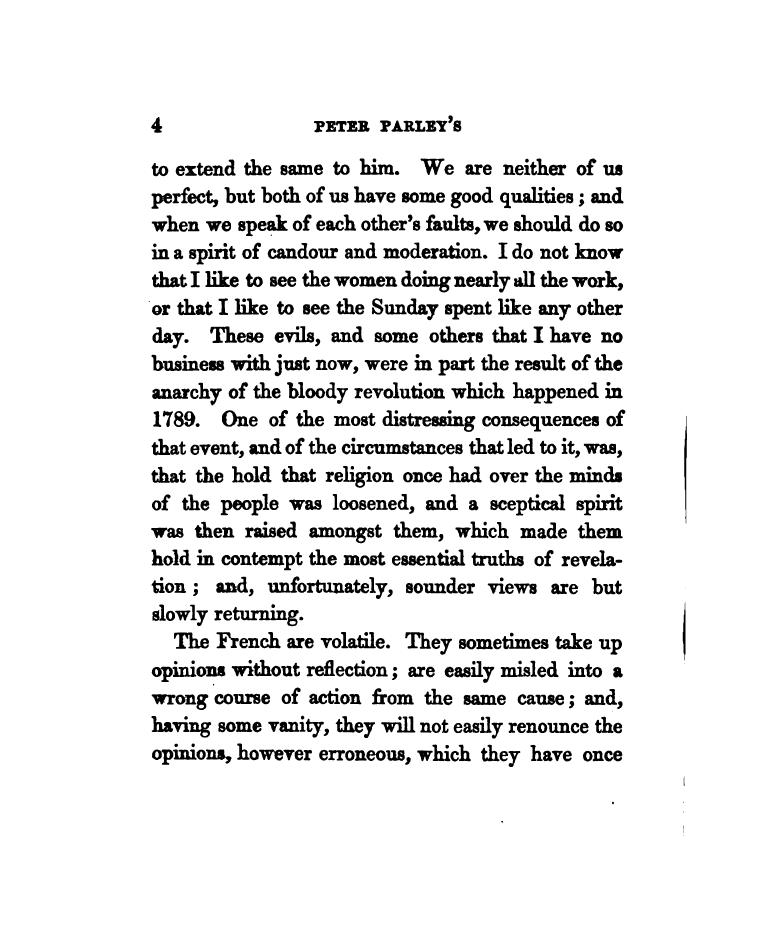 4 PETER PARLEY'S
to extend the same to him. We are neither of us
perfect, but both of us have some good qualities ; and
when we speak of each other's faults, we should do so
in a spirit of candour and moderation. I do not know
that I like to see the women doing nearly all the work,
or that I like to see the Sunday spent like any other
day. These evils, and some others that I have no
business with just now, were in part the result of the
anarchy of the bloody revolution which happened in
1789. One of the most distressing consequences of
that event, and of the circumstances that led to it, was,
that the hold that religion once had over the minds
of the people was loosened, and a sceptical spirit
was then raised amongst them, which made them
hold in contempt the most essential truths of revela-
tion ; and, unfortunately, sounder views are but
slowly returning.
The French are volatile. They sometimes take up
opinions without reflection ; are easily misled into a
wrong course of action from the same cause ; and,
having some vanity, they will not easily renounce the
opinions, however erroneous, which they have once